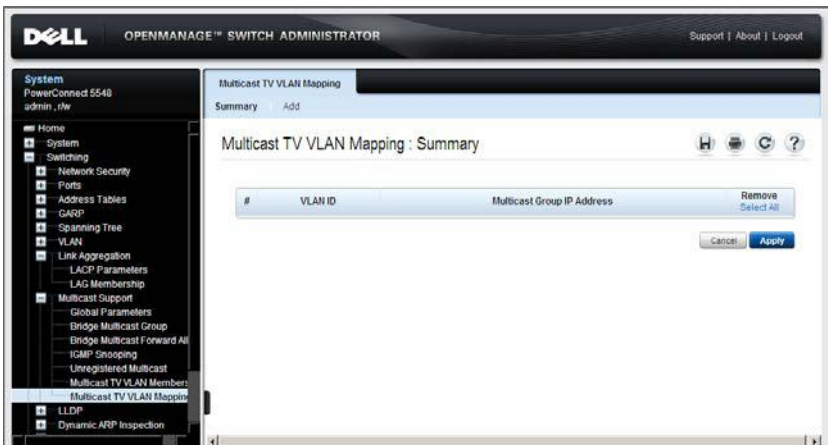 DELL
OPENMANAGE™ SWITCH ADMINISTRATOR
Support | About | Logout
System
PowerConnect 5548
admin , r/w
Home
System
Switching
Network Security
Ports
Address Tables
GARP
Spanning Tree
VLAN
Link Aggregation
LACP Parameters
LAG Membership
Multicast Support
Global Parameters
Bridge Multicast Group
Bridge Multicast Forward All
IGMP Snooping
Unregistered Multicast
Multicast TV VLAN Members
Multicast TV VLAN Mapping
LLDP
Dynamic ARP Inspection
Multicast TV VLAN Mapping
Summary Add
Multicast TV VLAN Mapping : Summary
# VLAN ID Multicast Group IP Address Remove
Select All
Cancel Apply